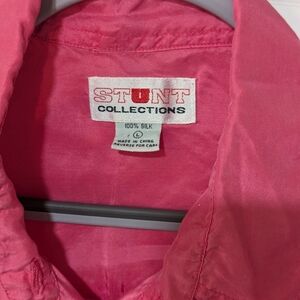 STUNT
COLLECTIONS
100% SILK
L
MADE IN CHINA
REVERSE FOR CARE